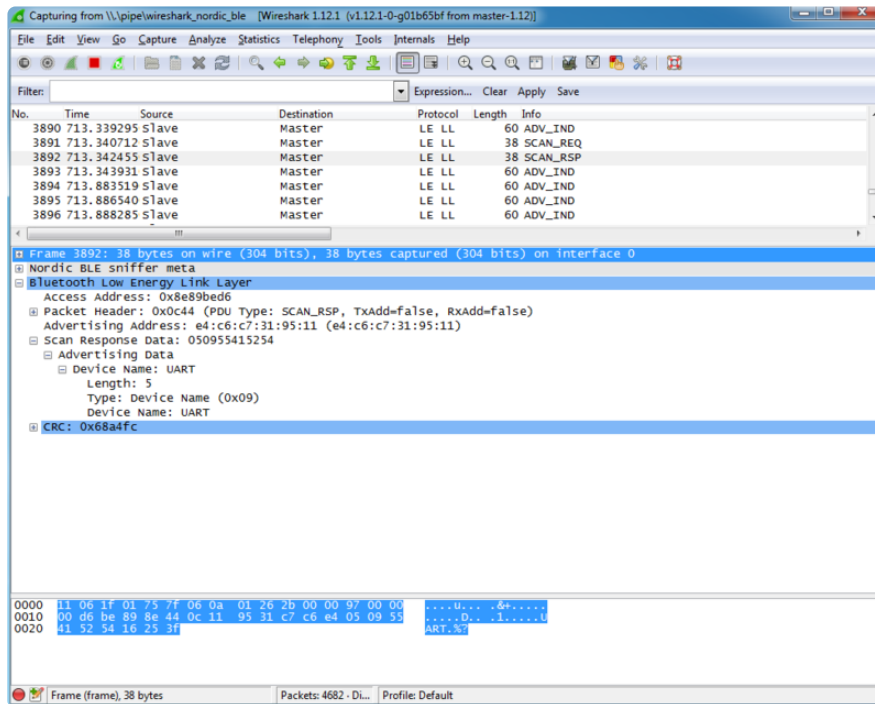 Capturing from \\.\pipe\wireshark_nordic_ble [Wireshark 1.12.1 (v1.12.1-0-g01b65bf from master-1.12)]
File Edit View Go Capture Analyze Statistics Telephony Tools Internals Help
Filter: Expression... Clear Apply Save
No. Time Source Destination Protocol Length Info
3890 713.339295 Slave Master LE LL 60 ADV_IND
3891 713.340712 Slave Master LE LL 38 SCAN_REQ
3892 713.342455 Slave Master LE LL 38 SCAN_RSP
3893 713.343931 Slave Master LE LL 60 ADV_IND
3894 713.883519 Slave Master LE LL 60 ADV_IND
3895 713.886540 Slave Master LE LL 60 ADV_IND
3896 713.888285 Slave Master LE LL 60 ADV_IND
Frame 3892: 38 bytes on wire (304 bits), 38 bytes captured (304 bits) on interface 0
Nordic BLE sniffer meta
Bluetooth Low Energy Link Layer
Access Address: 0x8e89bed6
Packet Header: 0x0c44 (PDU Type: SCAN_RSP, TxAdd=false, RxAdd=false)
Advertising Address: e4:c6:c7:31:95:11 (e4:c6:c7:31:95:11)
Scan Response Data: 050955415254
Advertising Data
Device Name: UART
Length: 5
Type: Device Name (0x09)
Device Name: UART
CRC: 0x68a4fc
0000 11 06 1f 01 75 7f 06 0a 01 26 2b 00 00 97 00 00 ....u... .&+.....
0010 00 d6 be 89 8e 44 0c 11 95 31 c7 c6 e4 05 09 55 .....D.. .1.....U
0020 41 52 54 16 25 3f ART.%?
Frame (frame), 38 bytes Packets: 4682 · Di... Profile: Default